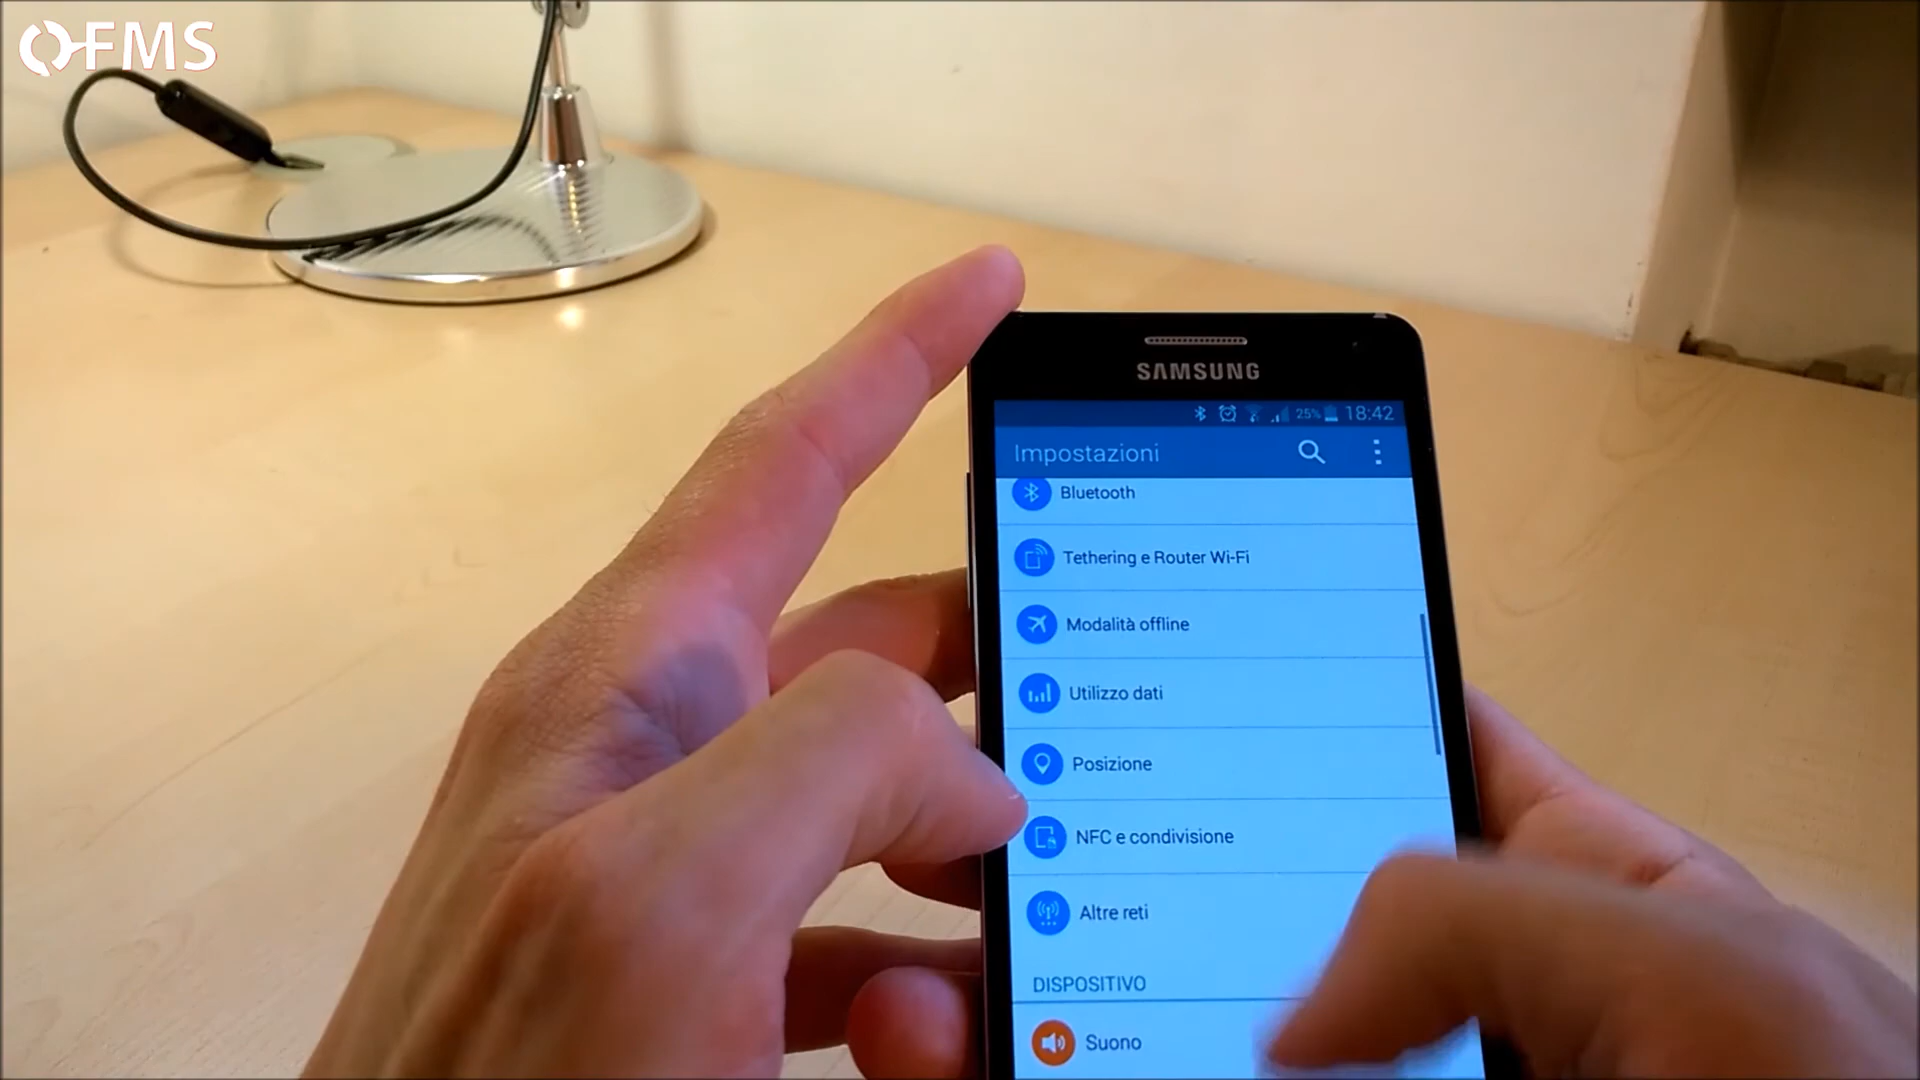 FMS
SAMSUNG
25% 18:42
Impostazioni
Bluetooth
Tethering e Router Wi-Fi
Modalità offline
Utilizzo dati
Posizione
NFC e condivisione
Altre reti
DISPOSITIVO
Suono